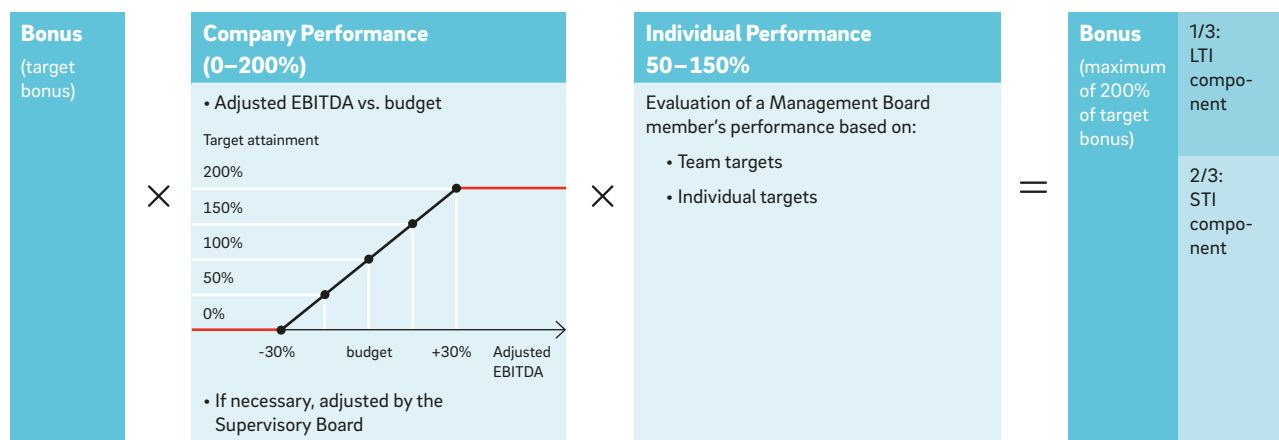 Bonus
(target
bonus)
×
Company Performance
(0–200%)
• Adjusted EBITDA vs. budget
Target attainment
200%
150%
100%
50%
0%
-30%
budget
+30%
Adjusted
EBITDA
• If necessary, adjusted by the
Supervisory Board
×
Individual Performance
50–150%
Evaluation of a Management Board
member’s performance based on:
• Team targets
• Individual targets
=
Bonus
(maximum
of 200%
of target
bonus)
1/3:
LTI
compo-
nent
2/3:
STI
compo-
nent